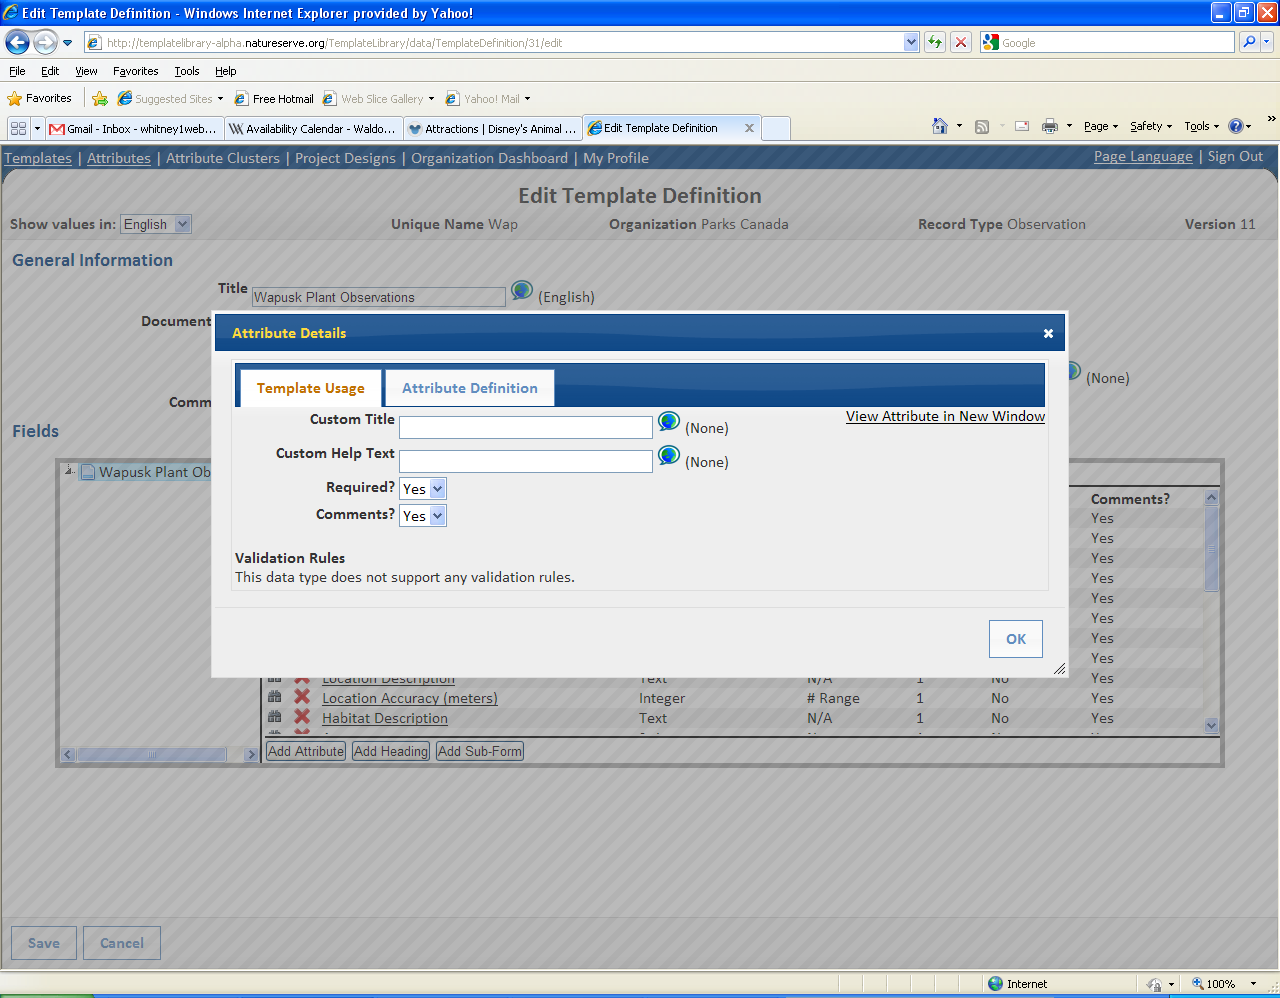 Edit Template Definition - Windows Internet Explorer provided by Yahoo!
http://templatelibrary-alpha.natureserve.org/TemplateLibrary/data/TemplateDefinition/31/edit
Google
File Edit View Favorites Tools Help
Favorites Suggested Sites Free Hotmail Web Slice Gallery Yahoo! Mail
Gmail - Inbox - whitney1web... Availability Calendar - Waldo... Attractions | Disney's Animal ... Edit Template Definition Page Safety Tools
Templates | Attributes | Attribute Clusters | Project Designs | Organization Dashboard | My Profile Page Language | Sign Out
Edit Template Definition
Show values in: English Unique Name Wap Organization Parks Canada Record Type Observation Version 11
General Information
Title Wapusk Plant Observations (English)
Document
Attribute Details
Template Usage Attribute Definition
(None)
Comm
Custom Title (None) View Attribute in New Window
Fields
Custom Help Text (None)
Wapusk Plant Ob
Required? Yes
Comments? Yes
Comments?
Yes
Yes
Yes
Yes
Yes
Yes
Yes
Yes
Validation Rules
This data type does not support any validation rules.
OK
Location Description Text N/A 1 No Yes
Location Accuracy (meters) Integer # Range 1 No Yes
Habitat Description Text N/A 1 No Yes
Add Attribute Add Heading Add Sub-Form
Save Cancel
Internet 100%